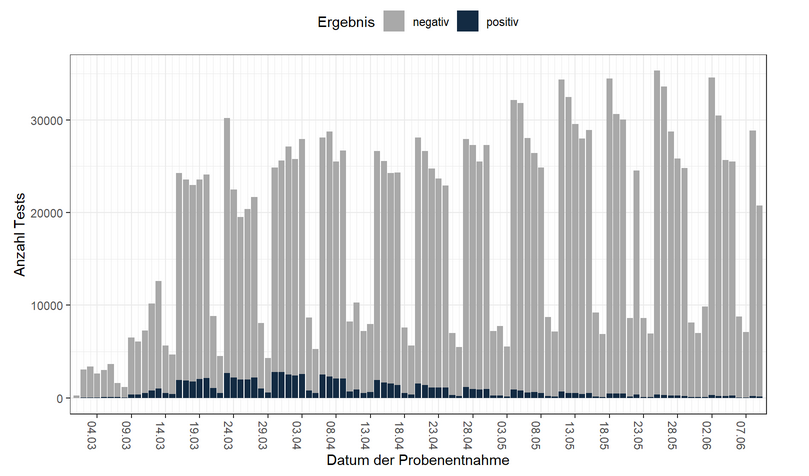 Ergebnis negativ positiv
Anzahl Tests
30000
20000
10000
0
04.03 09.03 14.03 19.03 24.03 29.03 03.04 08.04 13.04 18.04 23.04 28.04 03.05 08.05 13.05 18.05 23.05 28.05 02.06 07.06
Datum der Probenentnahme